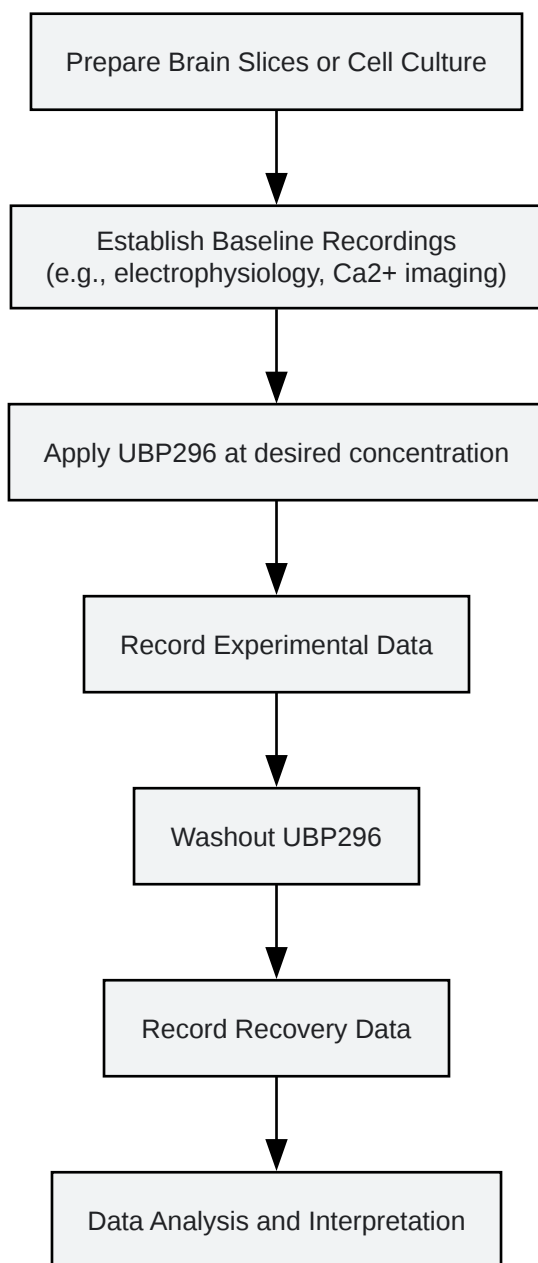 Prepare Brain Slices or Cell Culture
Establish Baseline Recordings
(e.g., electrophysiology, Ca2+ imaging)
Apply UBP296 at desired concentration
Record Experimental Data
Washout UBP296
Record Recovery Data
Data Analysis and Interpretation